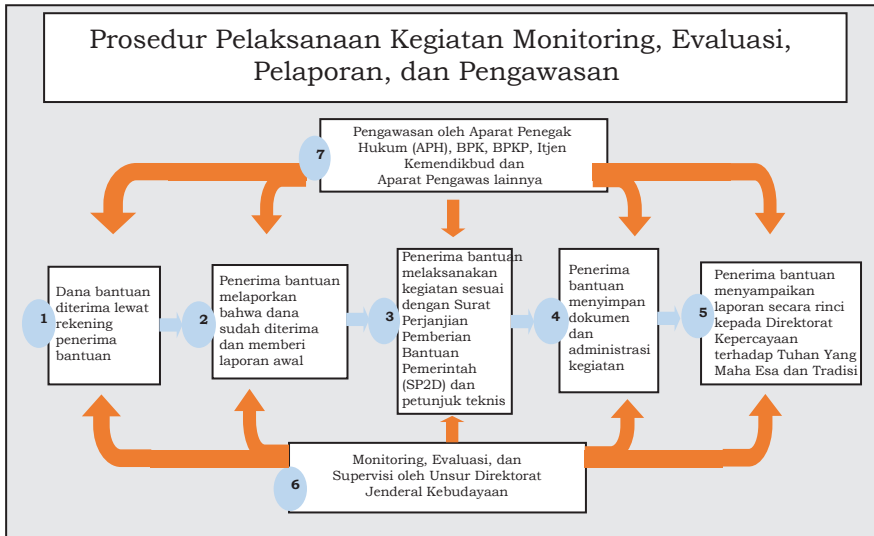 Prosedur Pelaksanaan Kegiatan Monitoring, Evaluasi,
Pelaporan, dan Pengawasan
7
Pengawasan oleh Aparat Penegak
Hukum (APH), BPK, BPKP, Itjen
Kemendikbud dan
Aparat Pengawas lainnya
1
Dana bantuan
diterima lewat
rekening
penerima
bantuan
2
Penerima bantuan
melaporkan
bahwa dana
sudah diterima
dan memberi
laporan awal
3
Penerima bantuan
melaksanakan
kegiatan sesuai
dengan Surat
Perjanjian
Pemberian
Bantuan
Pemerintah
(SP2D) dan
petunjuk teknis
4
Penerima
bantuan
menyimpan
dokumen
dan
administrasi
kegiatan
5
Penerima bantuan
menyampaikan
laporan secara rinci
kepada Direktorat
Kepercayaan
terhadap Tuhan Yang
Maha Esa dan Tradisi
6
Monitoring, Evaluasi, dan
Supervisi oleh Unsur Direktorat
Jenderal Kebudayaan